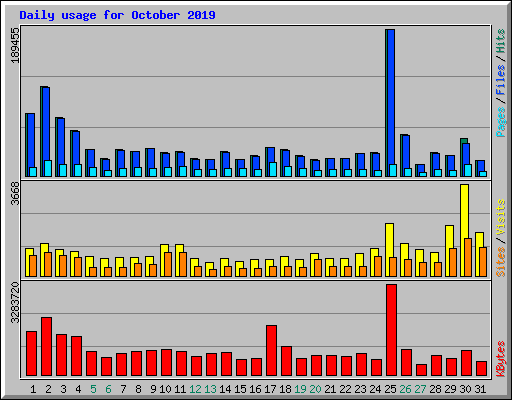 Daily usage for October 2019
189455
Pages / Files / Hits
3668
Sites / Visits
3283720
KBytes
1 2 3 4 5 6 7 8 9 10 11 12 13 14 15 16 17 18 19 20 21 22 23 24 25 26 27 28 29 30 31